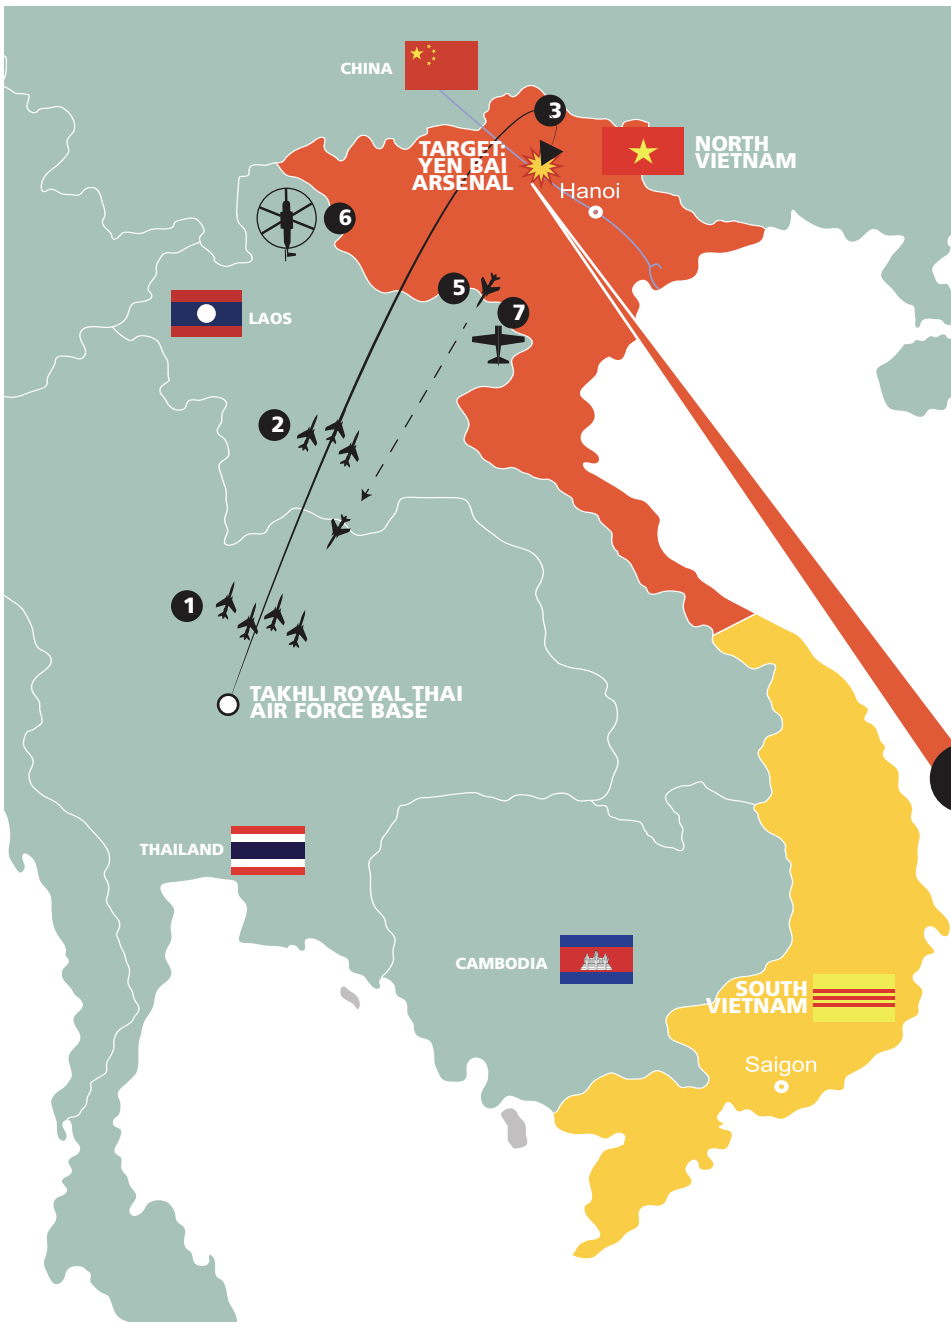 CHINA
3
TARGET:
YEN BAI
ARSENAL
NORTH
VIETNAM
Hanoi
6
5
7
LAOS
2
1
TAKHLI ROYAL THAI
AIR FORCE BASE
THAILAND
CAMBODIA
SOUTH
VIETNAM
Saigon